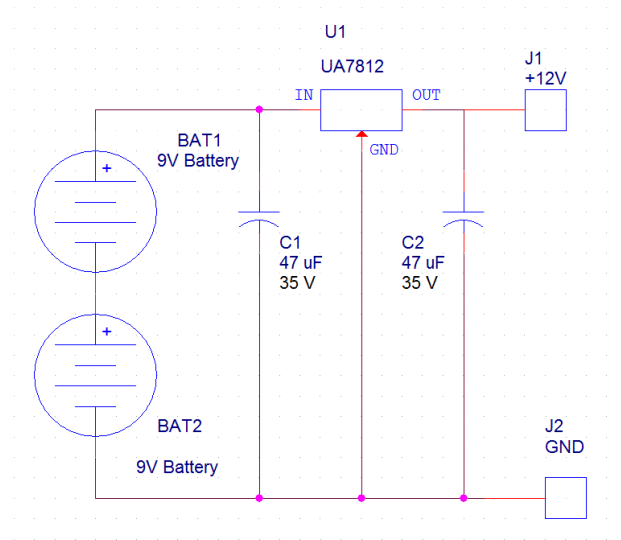 U1
UA7812
J1
+12V
IN
OUT
GND
BAT1
9V Battery
+
C1
47 uF
35 V
C2
47 uF
35 V
+
BAT2
9V Battery
J2
GND